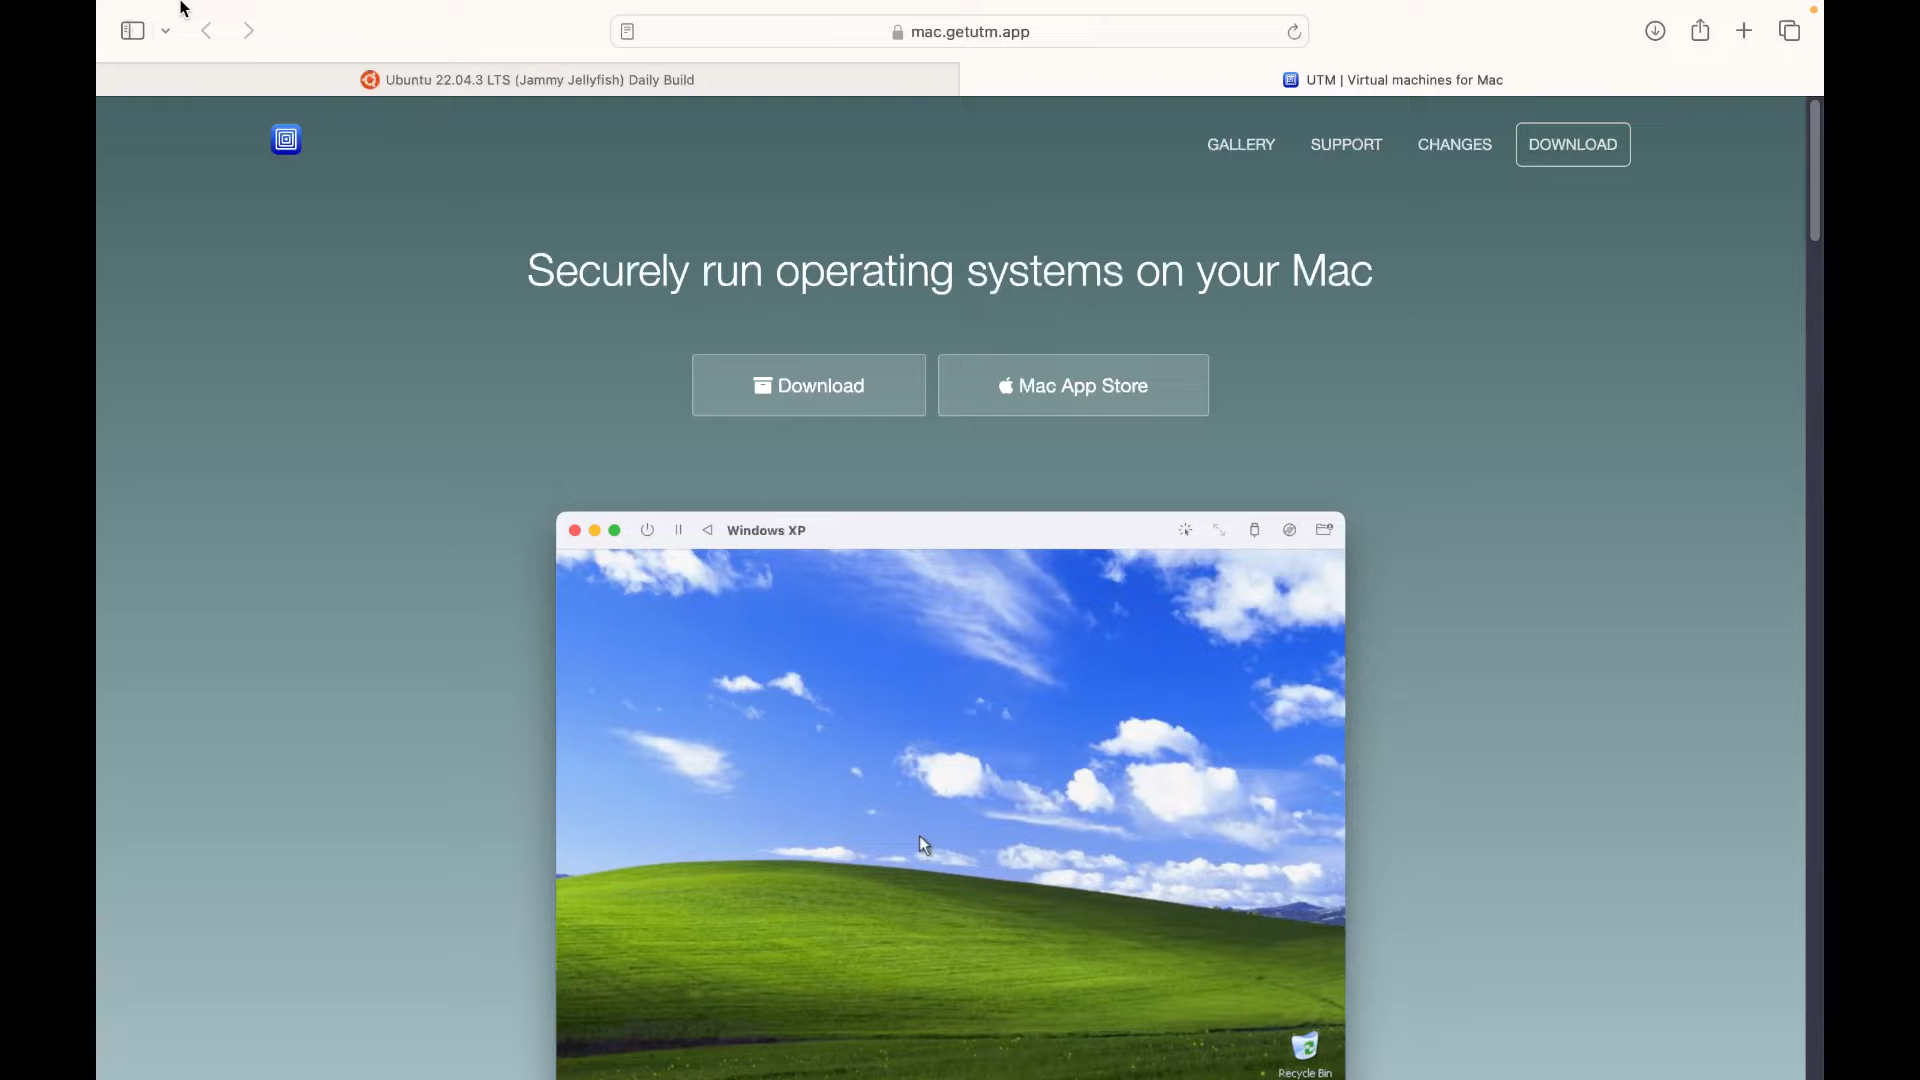 mac.getutm.app
Ubuntu 22.04.3 LTS (Jammy Jellyfish) Daily Build
UTM | Virtual machines for Mac
GALLERY
SUPPORT
CHANGES
DOWNLOAD
Securely run operating systems on your Mac
Download
Mac App Store
Windows XP
Recycle Bin